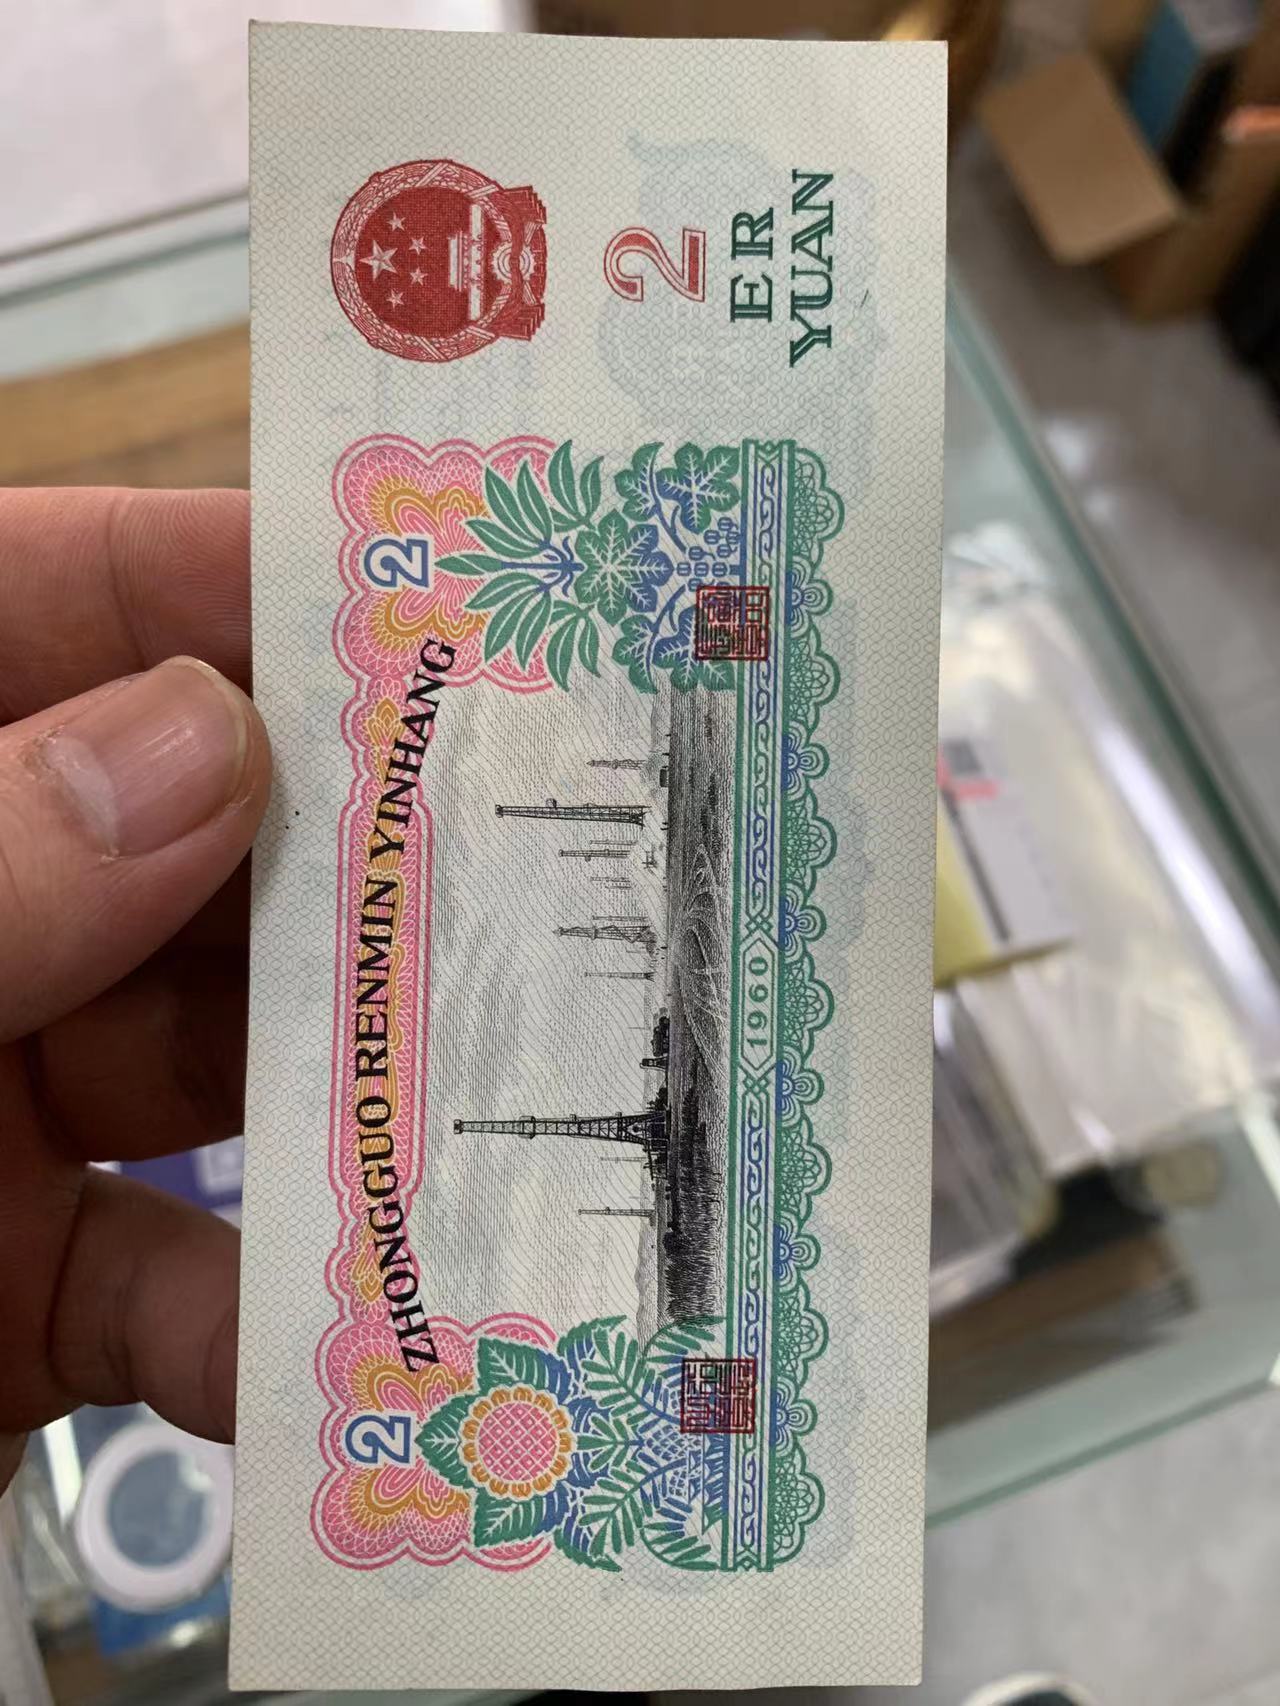 ZHONGGUO RENMIN YINHANG
2
2
1960
2
ER
YUAN